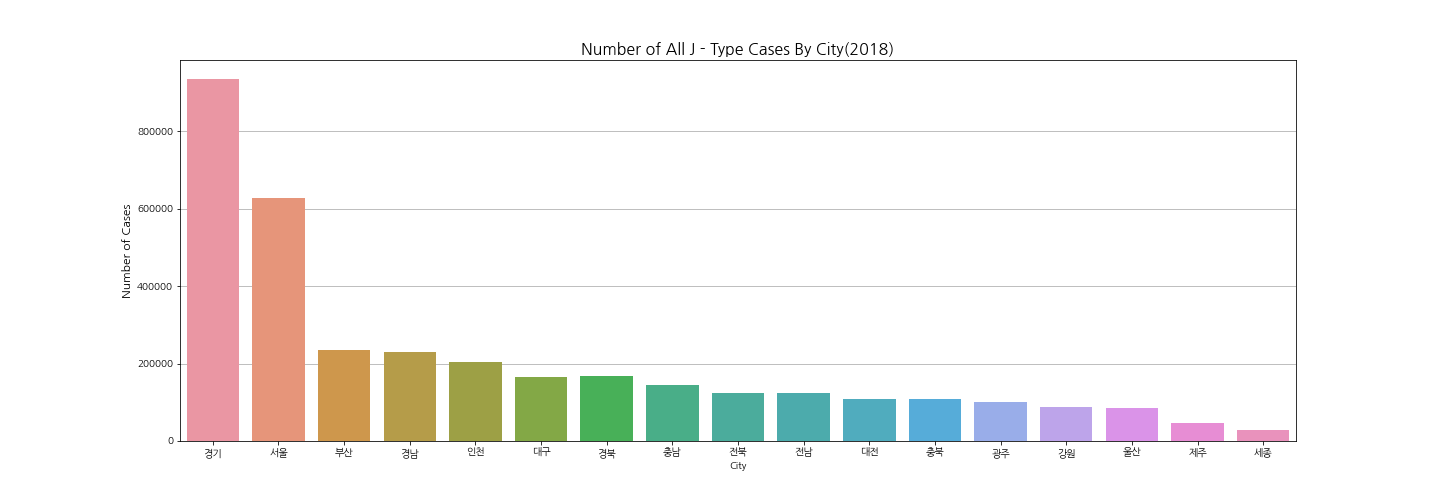 Number of All J - Type Cases By City(2018)
Number of Cases
800000
600000
400000
200000
0
경기 서울 부산 경남 인천 대구 경북 충남 전북 전남 대전 충북 광주 강원 울산 제주 세종
City